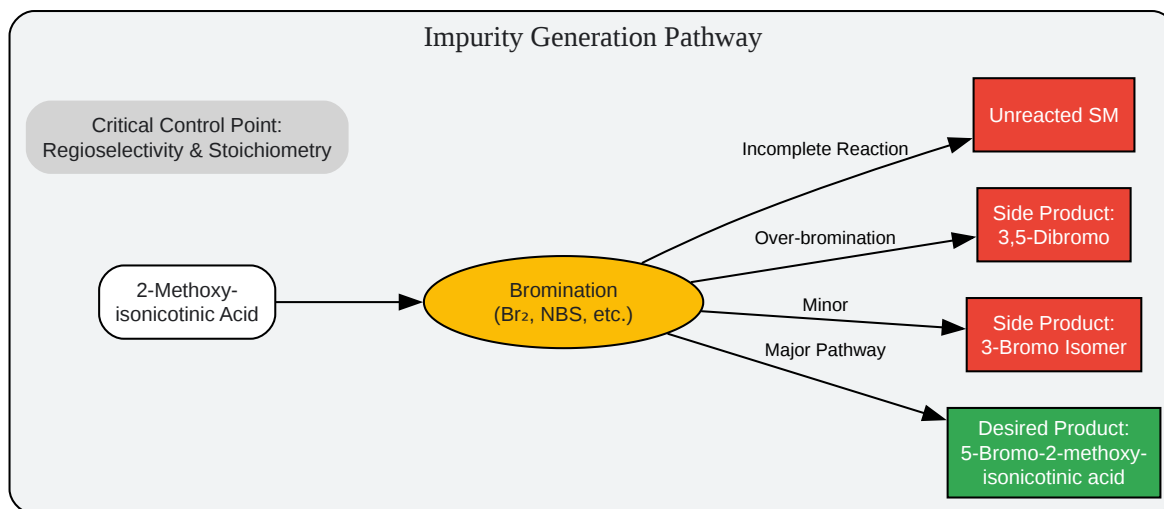 Impurity Generation Pathway
Critical Control Point:
Regioselectivity & Stoichiometry
2-Methoxy-
isonicotinic Acid
Bromination
(Br₂, NBS, etc.)
Incomplete Reaction
Over-bromination
Minor
Major Pathway
Unreacted SM
Side Product:
3,5-Dibromo
Side Product:
3-Bromo Isomer
Desired Product:
5-Bromo-2-methoxy-
isonicotinic acid